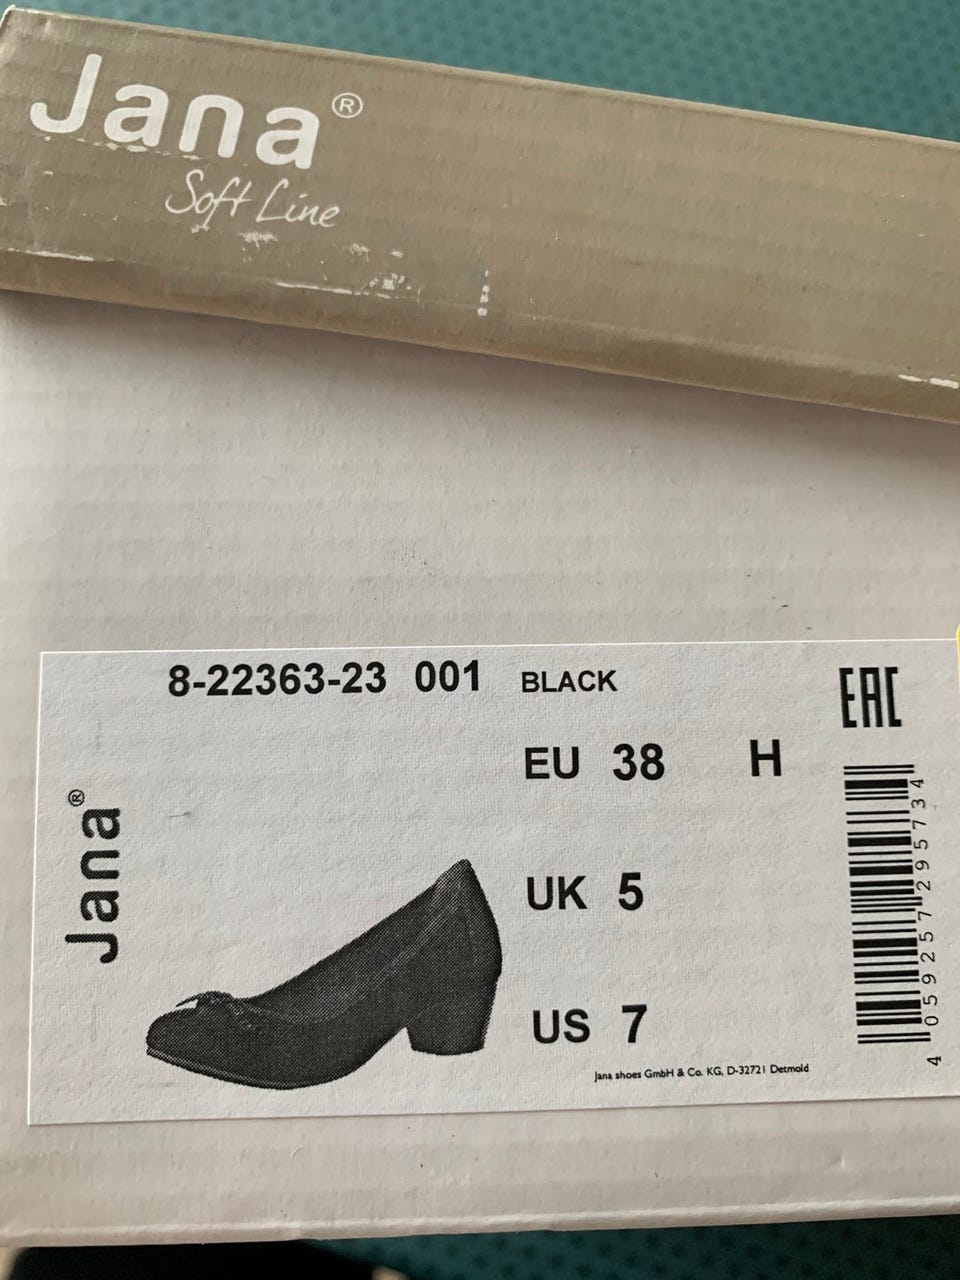 Jana®
Soft Line
8-22363-23 001 BLACK
EAC
EU 38 H
Jana®
UK 5
US 7
4 059257 295734
Jana shoes GmbH & Co. KG, D-32721 Detmold